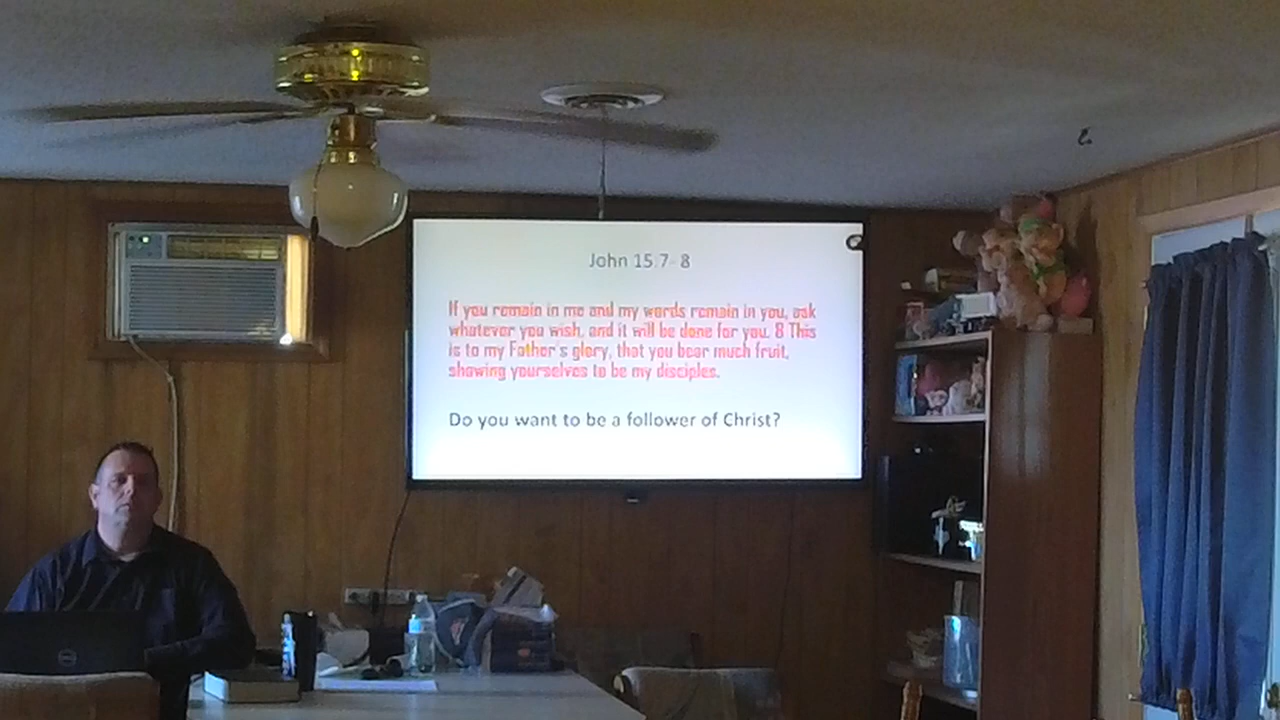 John 15:7-8
If you remain in me and my words remain in you, ask
whatever you wish, and it will be done for you. 8 This
is to my Father's glory, that you bear much fruit,
showing yourselves to be my disciples.
Do you want to be a follower of Christ?
DELL